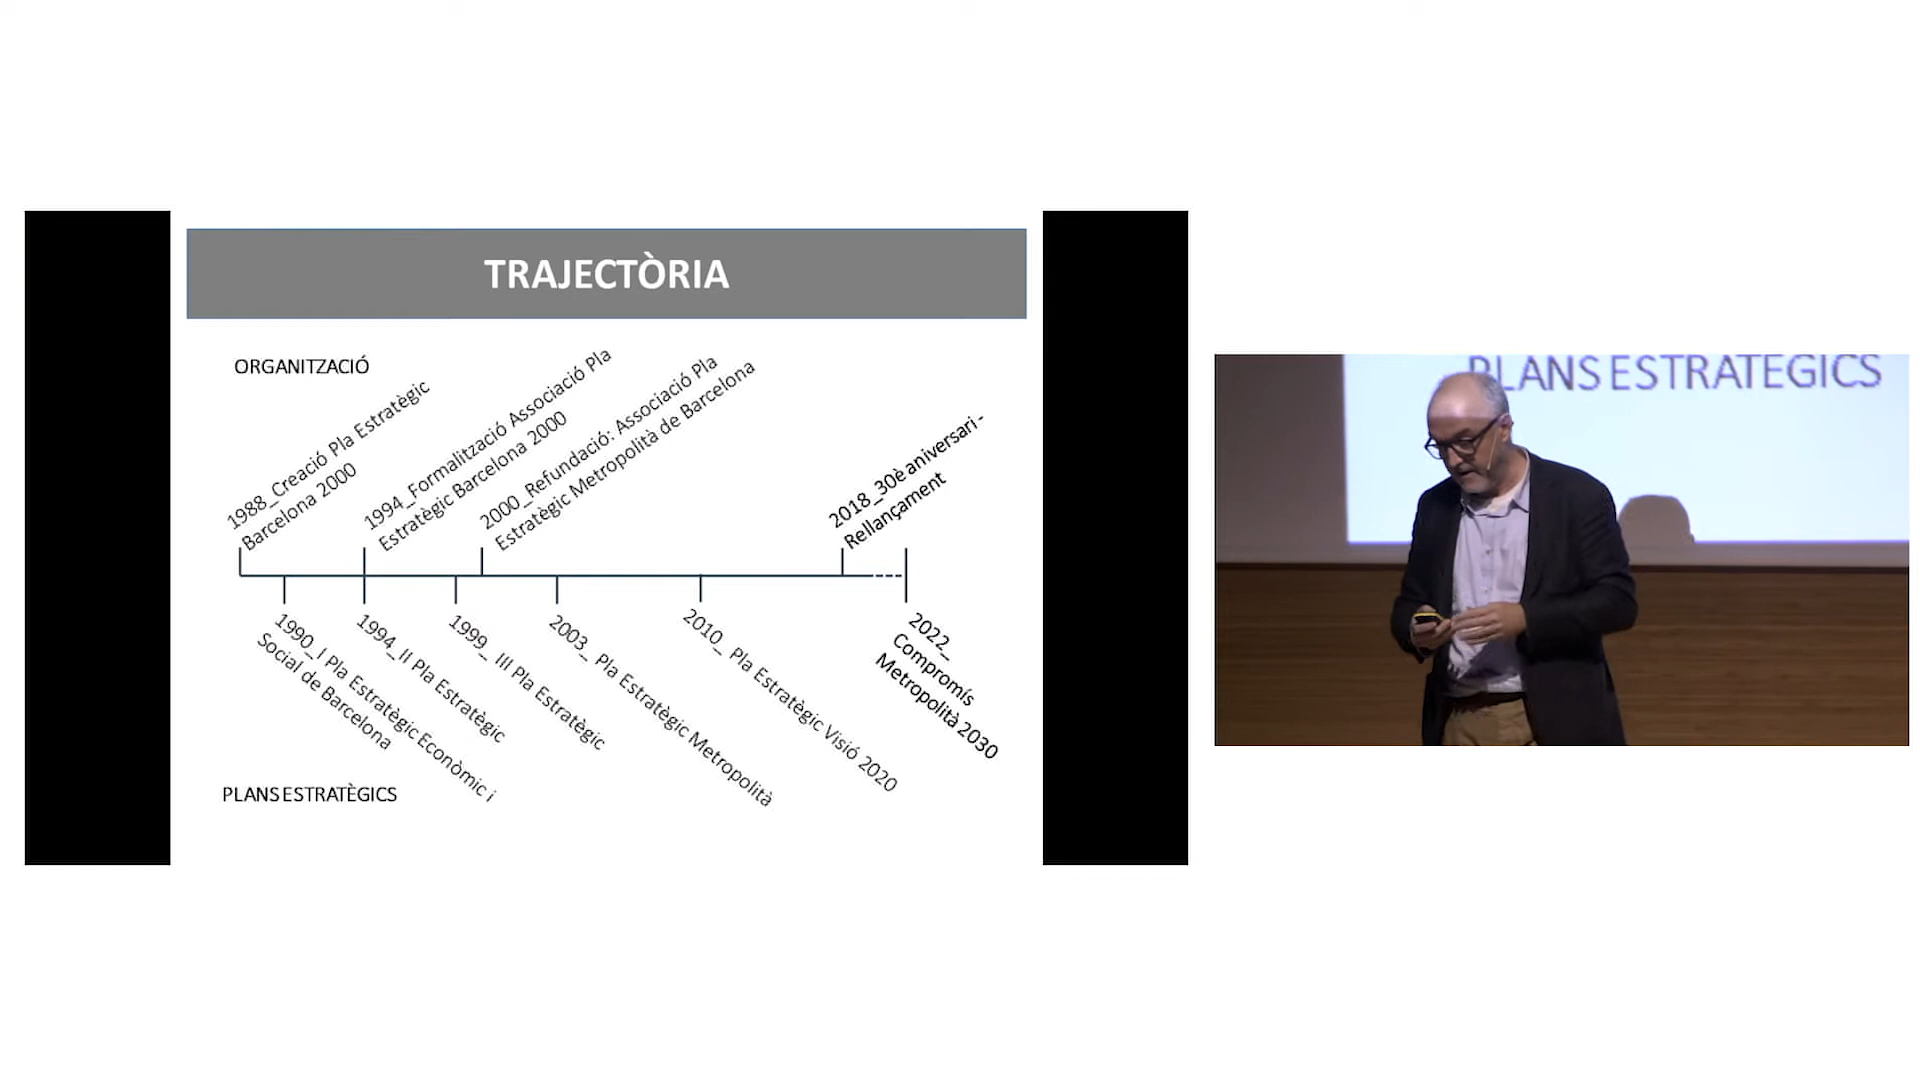 TRAJECTÒRIA
ORGANITZACIÓ
1988_Creació Pla Estratègic
Barcelona 2000
1994_Formalització Associació Pla
Estratègic Barcelona 2000
2000_Refundació: Associació Pla
Estratègic Metropolità de Barcelona
2018_30è aniversari -
Rellançament
1990_I Pla Estratègic Econòmic i
Social de Barcelona
1994_II Pla Estratègic
1999_ III Pla Estratègic
2003_ Pla Estratègic Metropolità
2010_ Pla Estratègic Visió 2020
2022_
Compromís
Metropolità 2030
PLANS ESTRATÈGICS
PLANS ESTRATEGICS